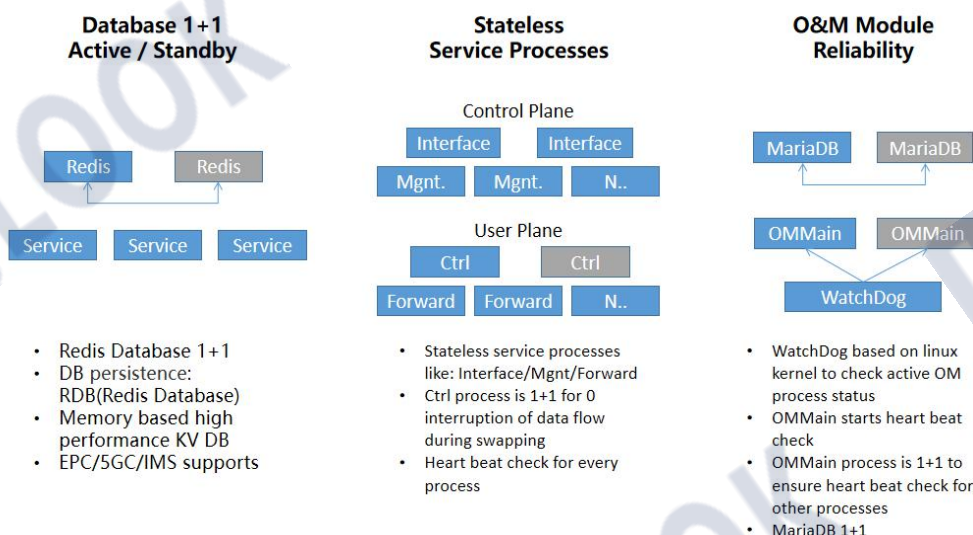 Database 1+1
Active / Standby
Redis
Redis
Service
Service
Service
• Redis Database 1+1
• DB persistence:
RDB(Redis Database)
• Memory based high
performance KV DB
• EPC/5GC/IMS supports
Stateless
Service Processes
Control Plane
Interface
Interface
Mgnt.
Mgnt.
N..
User Plane
Ctrl
Ctrl
Forward
Forward
N..
• Stateless service processes
like: Interface/Mgnt/Forward
• Ctrl process is 1+1 for 0
interruption of data flow
during swapping
• Heart beat check for every
process
O&M Module
Reliability
MariaDB
MariaDB
OMMain
OMMain
WatchDog
• WatchDog based on linux
kernel to check active OM
process status
• OMMain starts heart beat
check
• OMMain process is 1+1 to
ensure heart beat check for
other processes
• MariaDB 1+1